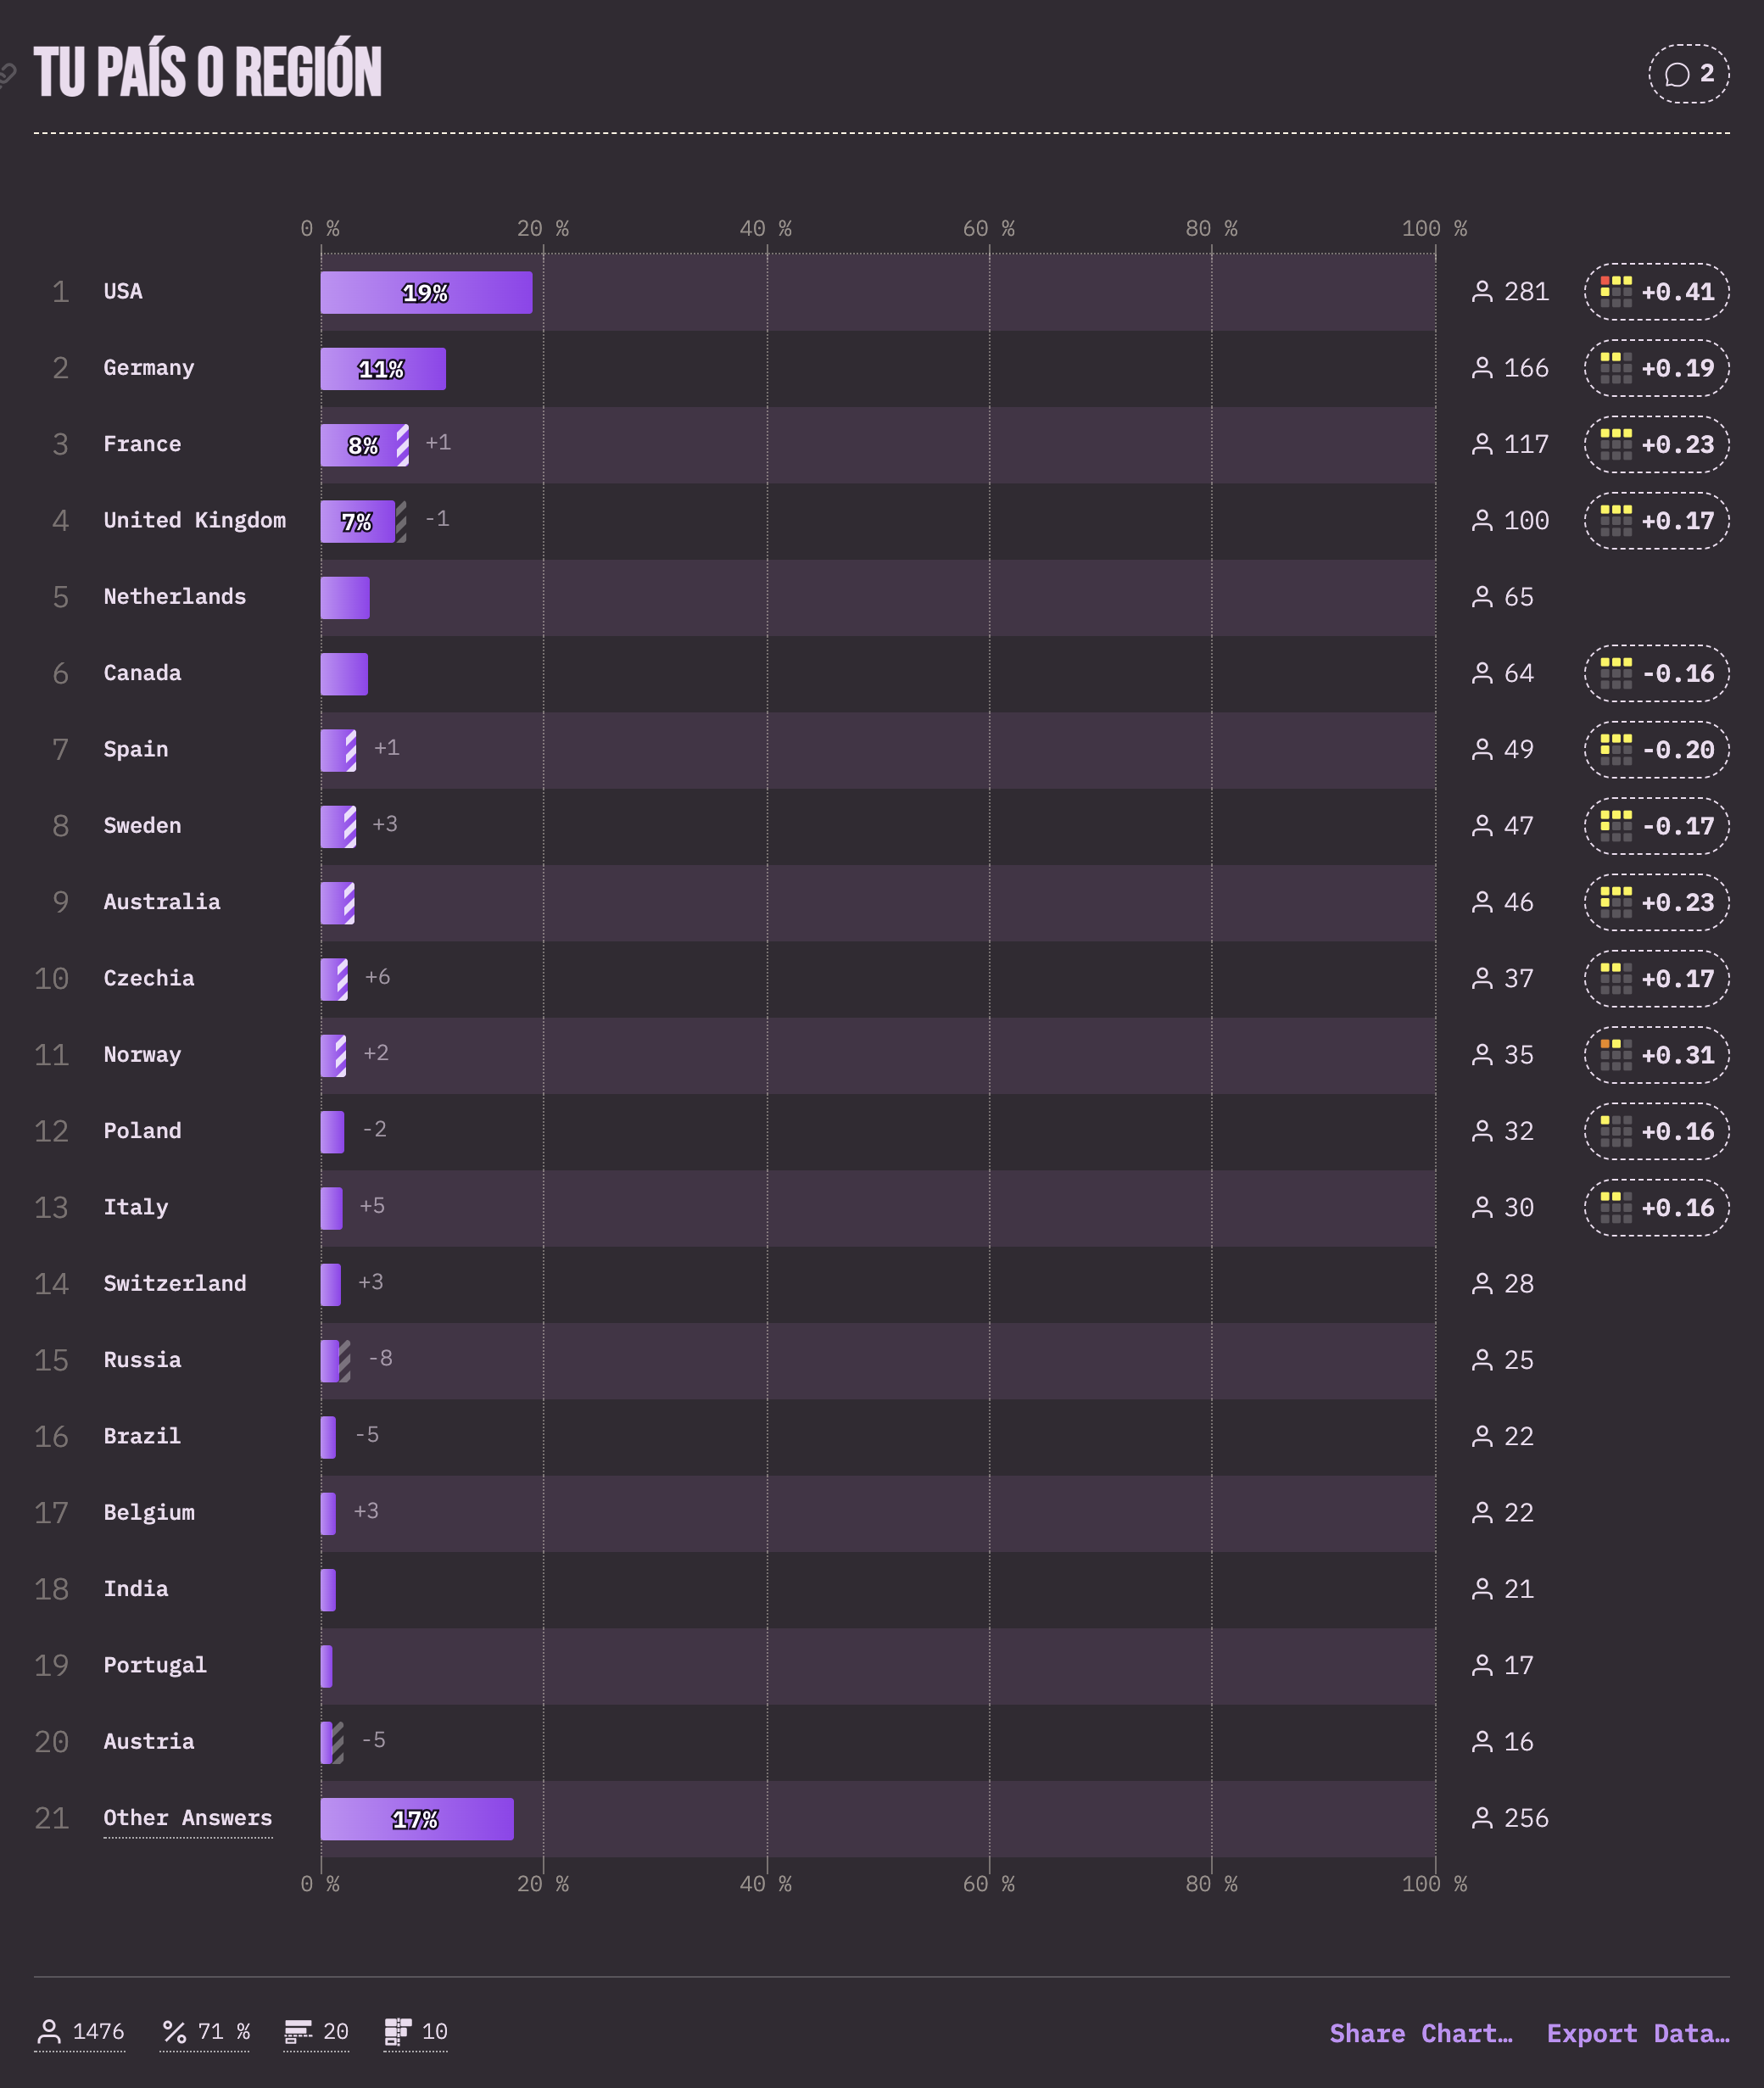 TU PAÍS O REGIÓN
2
0 % 20 % 40 % 60 % 80 % 100 %
1 USA 19% 281 +0.41
2 Germany 11% 166 +0.19
3 France 8% +1 117 +0.23
4 United Kingdom 7% -1 100 +0.17
5 Netherlands 65
6 Canada 64 -0.16
7 Spain +1 49 -0.20
8 Sweden +3 47 -0.17
9 Australia 46 +0.23
10 Czechia +6 37 +0.17
11 Norway +2 35 +0.31
12 Poland -2 32 +0.16
13 Italy +5 30 +0.16
14 Switzerland +3 28
15 Russia -8 25
16 Brazil -5 22
17 Belgium +3 22
18 India 21
19 Portugal 17
20 Austria -5 16
21 Other Answers 17% 256
0 % 20 % 40 % 60 % 80 % 100 %
1476 71 % 20 10 Share Chart… Export Data…